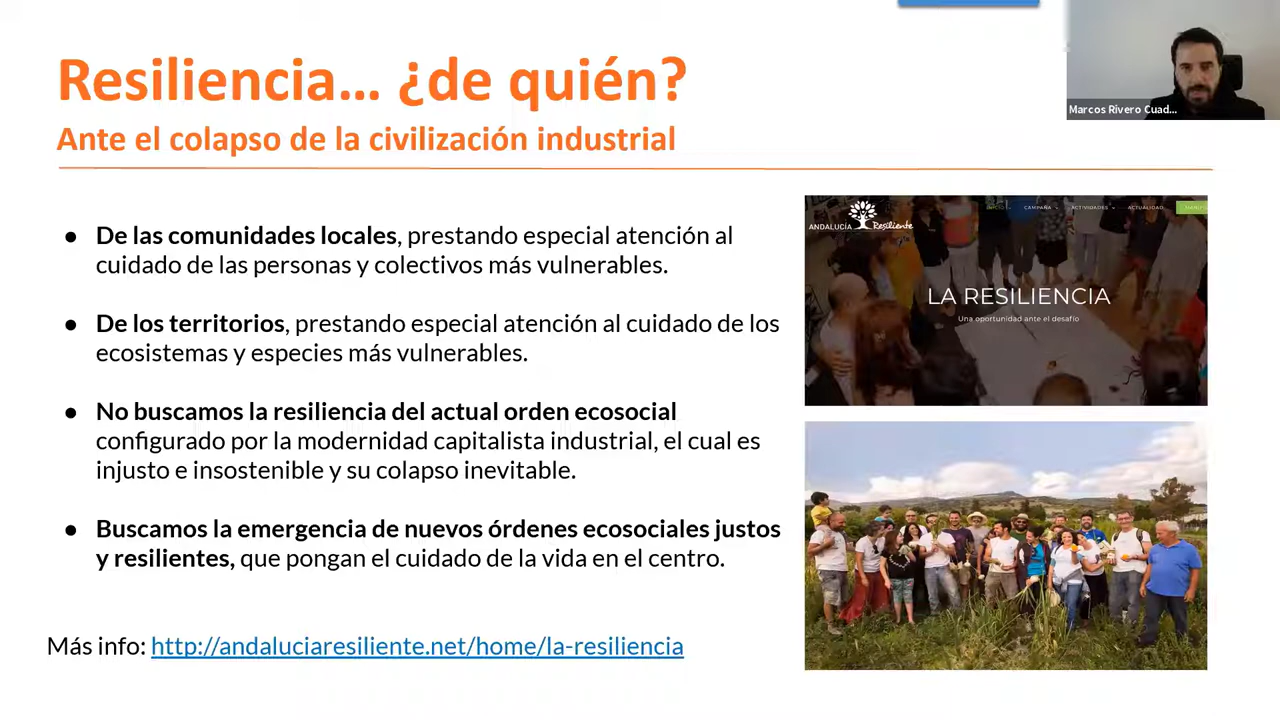 Resiliencia... ¿de quién?
Ante el colapso de la civilización industrial
Marcos Rivero Cuad...
● De las comunidades locales, prestando especial atención al
cuidado de las personas y colectivos más vulnerables.
● De los territorios, prestando especial atención al cuidado de los
ecosistemas y especies más vulnerables.
● No buscamos la resiliencia del actual orden ecosocial
configurado por la modernidad capitalista industrial, el cual es
injusto e insostenible y su colapso inevitable.
● Buscamos la emergencia de nuevos órdenes ecosociales justos
y resilientes, que pongan el cuidado de la vida en el centro.
Más info: http://andaluciaresiliente.net/home/la-resiliencia
INICIO CAMPAÑA ACTIVIDADES ACTUALIDAD
ANDALUCÍA Resiliente
LA RESILIENCIA
Una oportunidad ante el desafío